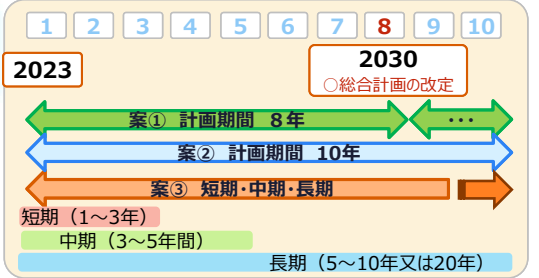 1 2 3 4 5 6 7 8 9 10
2023
2030
○総合計画の改定
案① 計画期間 8年
・・・
案② 計画期間 10年
案③ 短期・中期・長期
短期（1～3年）
中期（3～5年間）
長期（5～10年又は20年）